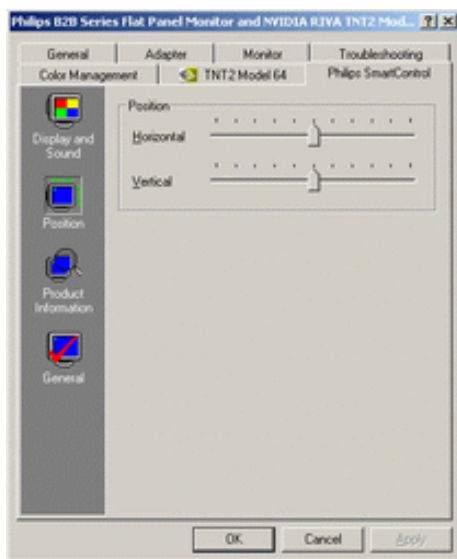 Philips B2B Series Flat Panel Monitor and NVIDIA RIVA TNT2 Mod...
General Adapter Monitor Troubleshooting
Color Management TNT2 Model 64 Philips SmartControl
Position
Display and
Sound
Horizontal
Vertical
Position
Product
Information
General
OK Cancel Apply